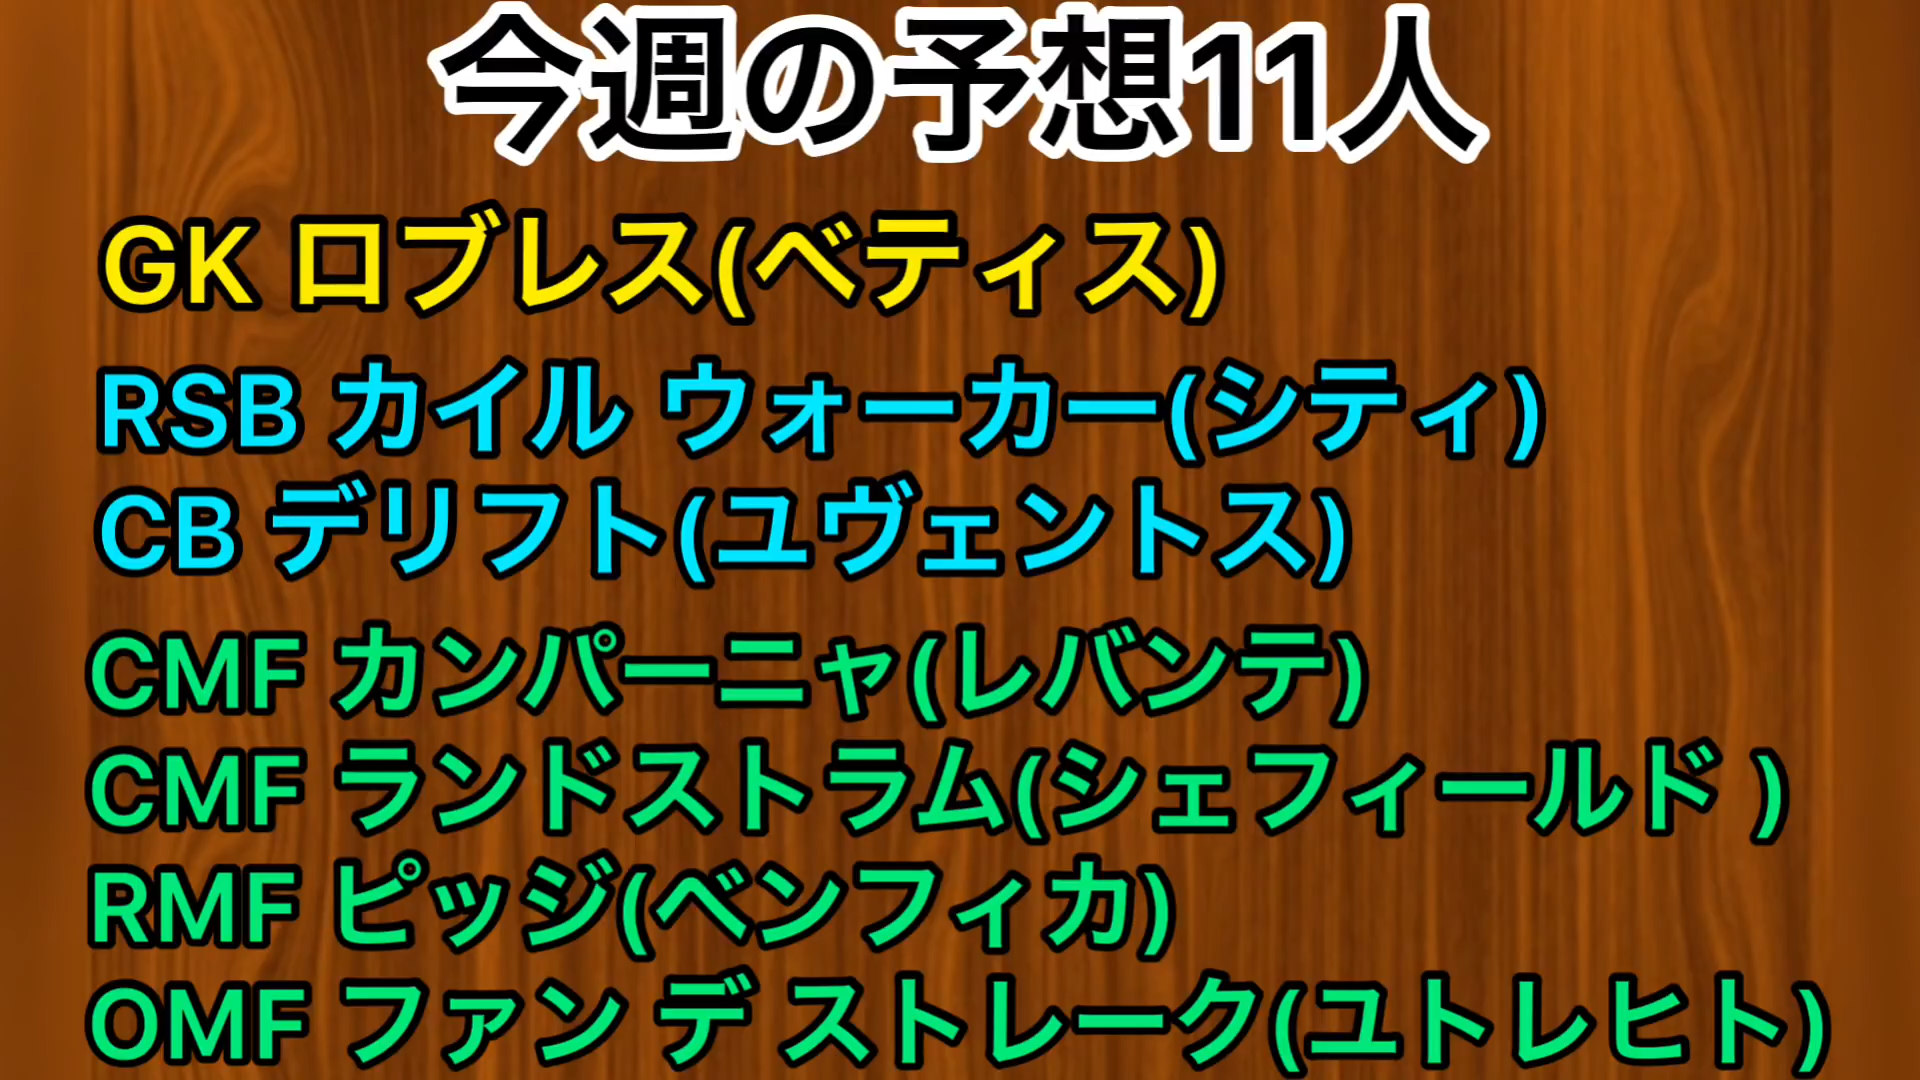 今週の予想11人
GK ロブレス(ベティス)
RSB カイル ウォーカー(シティ)
CB デリフト(ユヴェントス)
CMF カンパーニャ(レバンテ)
CMF ランドストラム(シェフィールド )
RMF ピッジ(ベンフィカ)
OMF ファン デ ストレーク(ユトレヒト)